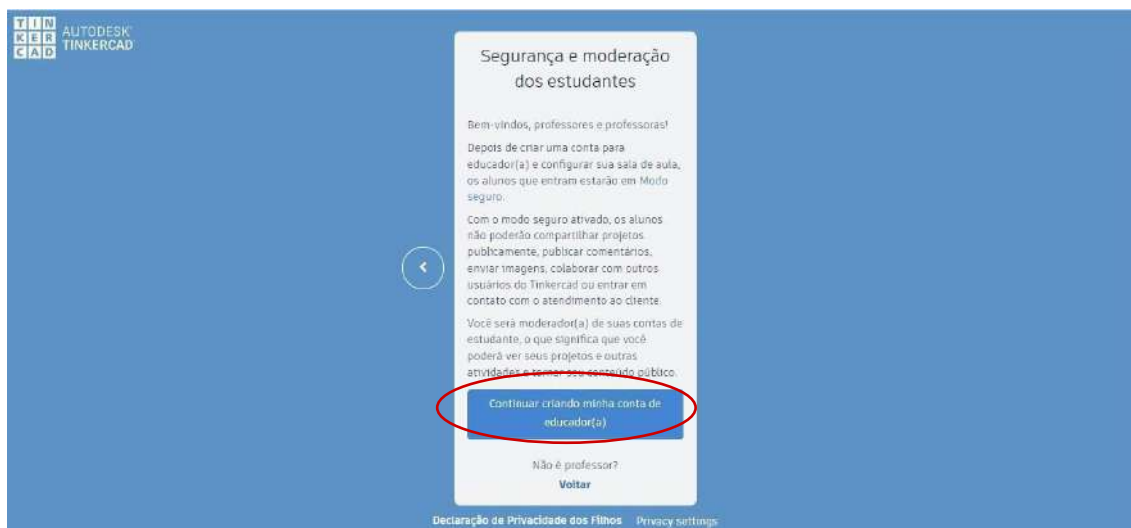 TIN
KER
CAD
AUTODESK
TINKERCAD
Segurança e moderação
dos estudantes
Bem-vindos, professores e professoras!
Depois de criar uma conta para
educador(a) e configurar sua sala de aula,
os alunos que entram estarão em Modo
seguro.
Com o modo seguro ativado, os alunos
não poderão compartilhar projetos
publicamente, publicar comentários,
enviar imagens, colaborar com outros
usuários do Tinkercad ou entrar em
contato com o atendimento ao cliente.
Você será moderador(a) de suas contas de
estudante, o que significa que você
poderá ver seus projetos e outras
atividades e tornar seu conteúdo público.
Continuar criando minha conta de
educador(a)
Não é professor?
Voltar
Declaração de Privacidade dos Filhos Privacy settings